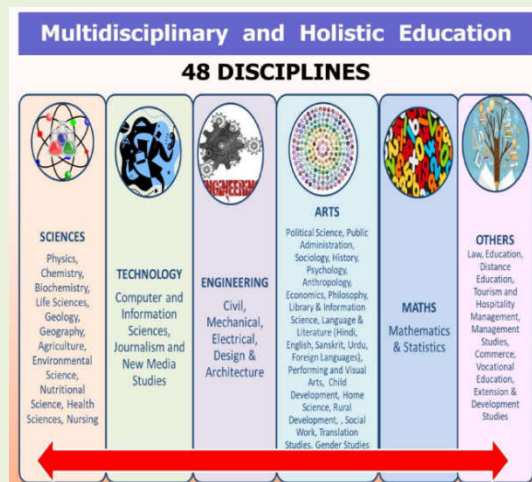 Multidisciplinary and Holistic Education
48 DISCIPLINES
SCIENCES
Physics,
Chemistry,
Biochemistry,
Life Sciences,
Geology,
Geography,
Agriculture,
Environmental
Science,
Nutritional
Science, Health
Sciences, Nursing
TECHNOLOGY
Computer and
Information
Sciences,
Journalism and
New Media
Studies
ENGINEERING
ENGINEERING
Civil,
Mechanical,
Electrical,
Design &
Architecture
ARTS
Political Science, Public
Administration,
Sociology, History,
Psychology,
Anthropology,
Economics, Philosophy,
Library & Information
Science, Language &
Literature (Hindi,
English, Sanskrit, Urdu,
Foreign Languages),
Performing and Visual
Arts, Child
Development, Home
Science, Rural
Development, , Social
Work, Translation
Studies, Gender Studies
MATHS
Mathematics
& Statistics
OTHERS
Law, Education,
Distance
Education,
Tourism and
Hospitality
Management,
Management
Studies,
Commerce,
Vocational
Education,
Extension &
Development
Studies